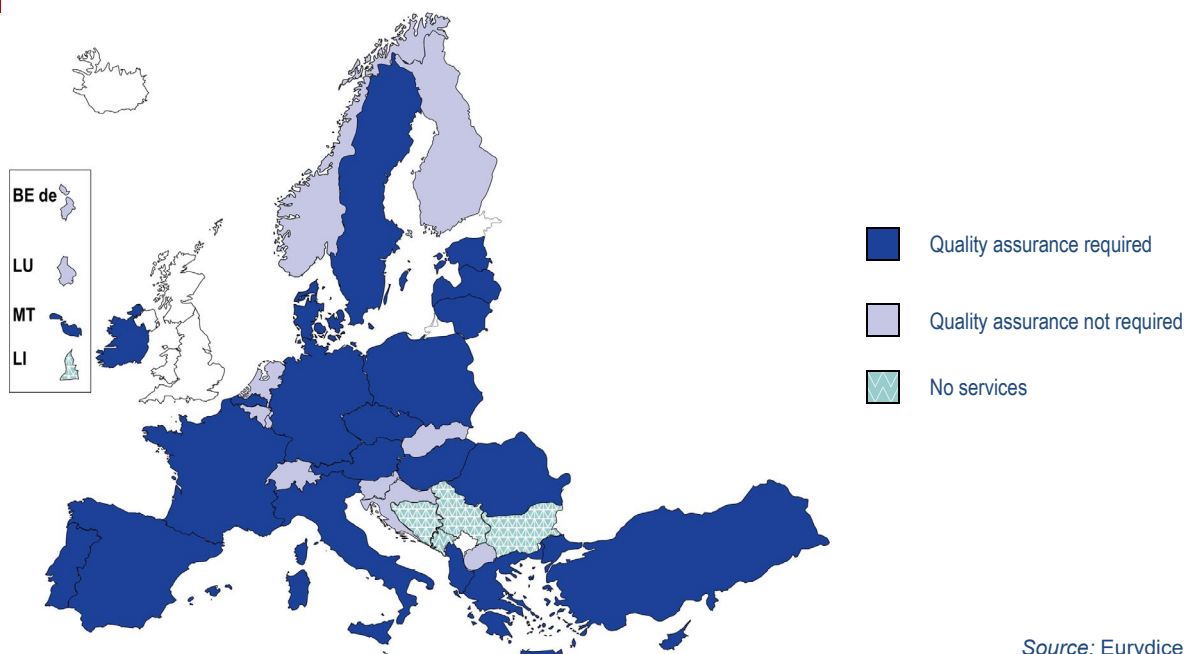 BE de
LU
MT
LI
Quality assurance required
Quality assurance not required
No services
Source: Eurydice